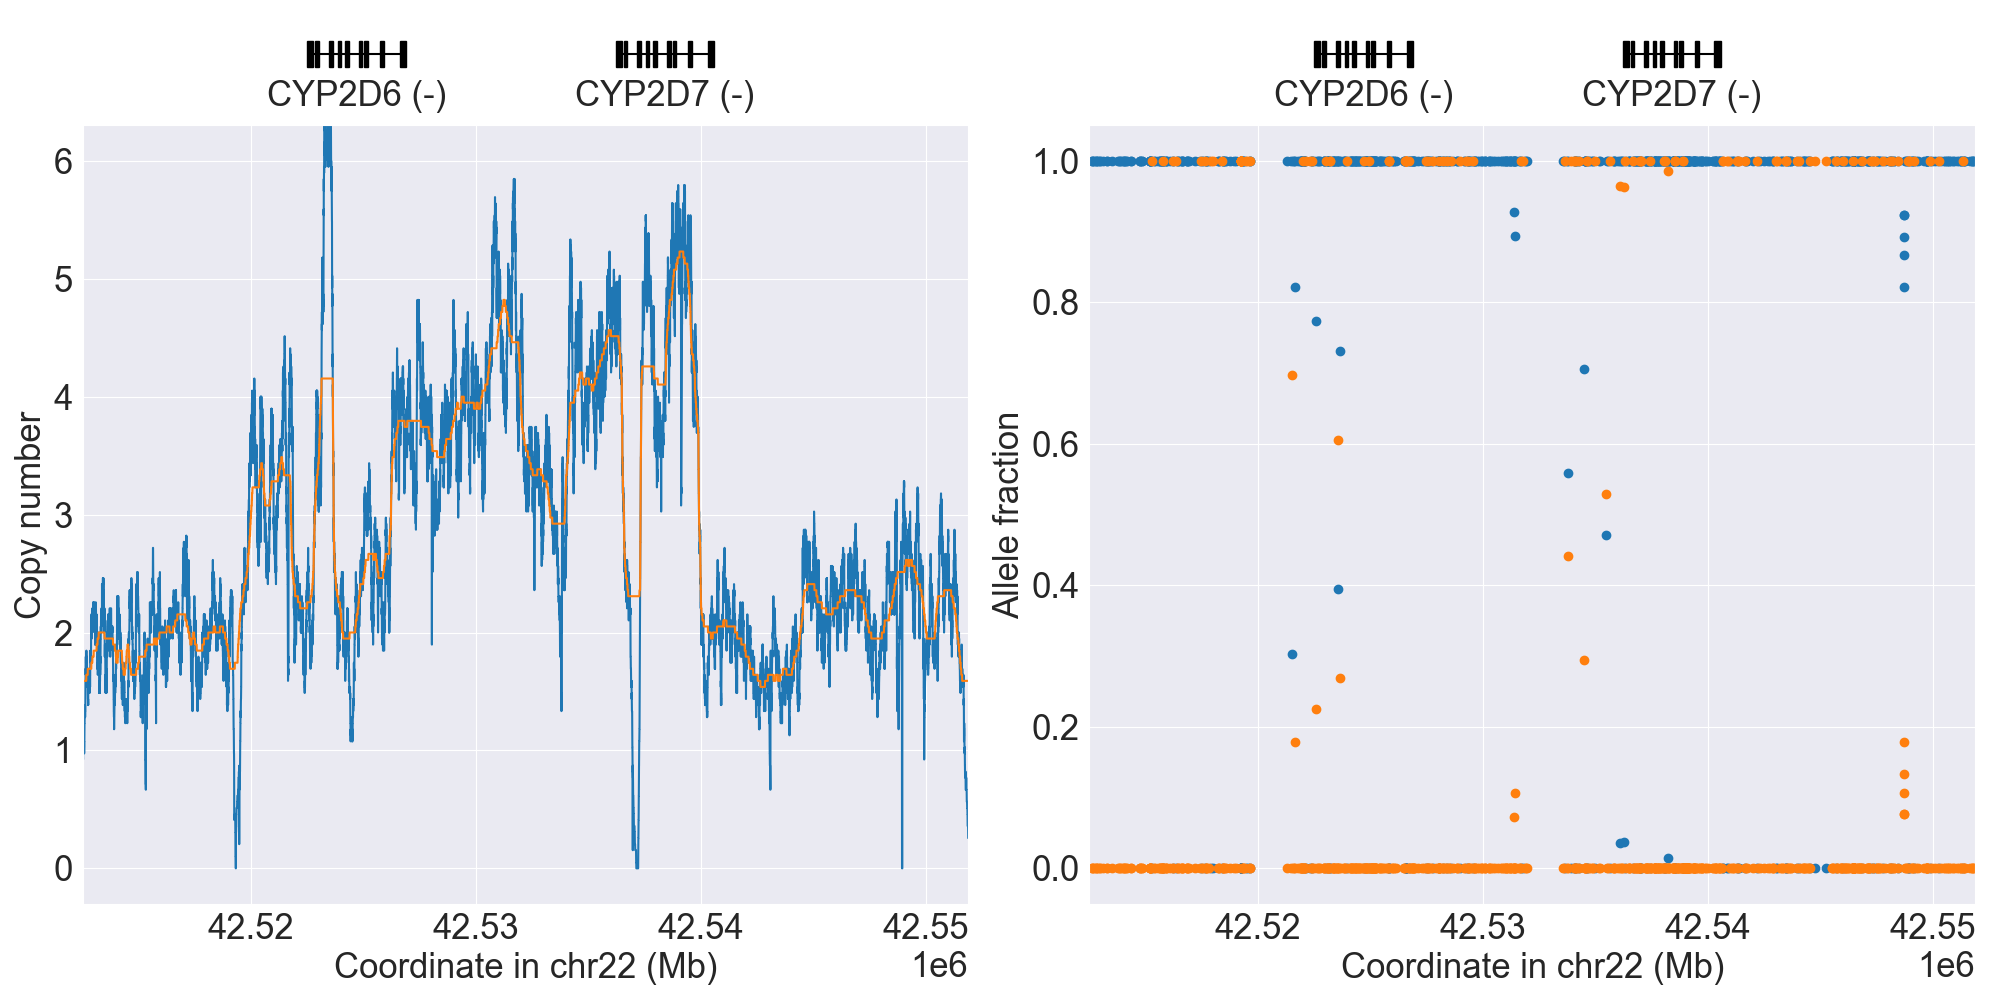 CYP2D6 (-) CYP2D7 (-)
6
5
4
3
2
1
0
Copy number
42.52 42.53 42.54 42.55
Coordinate in chr22 (Mb) 1e6
CYP2D6 (-) CYP2D7 (-)
1.0
0.8
0.6
0.4
0.2
0.0
Allele fraction
42.52 42.53 42.54 42.55
Coordinate in chr22 (Mb) 1e6